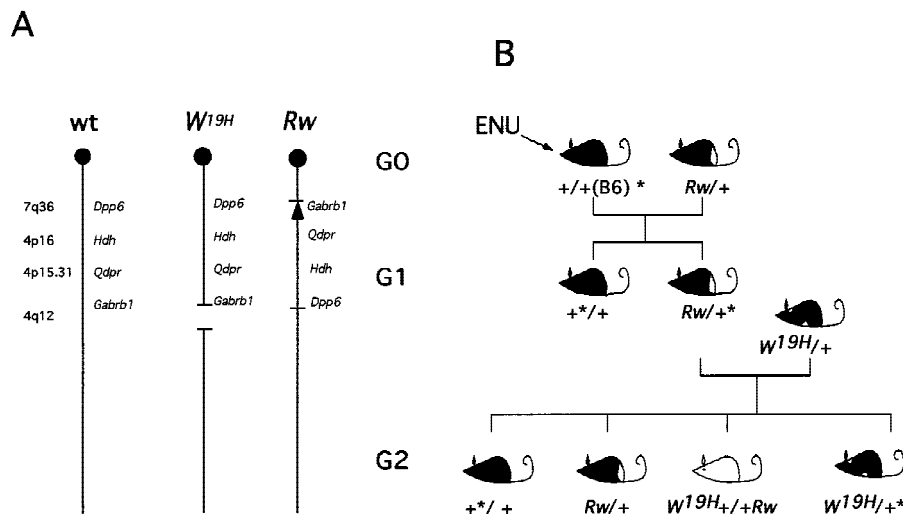 A
wt W19H Rw
7q36 Dpp6 Dpp6 Gabrb1
4p16 Hdh Hdh Qdpr
4p15.31 Qdpr Qdpr Hdh
Gabrb1 Gabrb1 Dpp6
4q12
B
ENU
G0
+/+(B6) * Rw/+
G1
+*/+ Rw/+*
W19H/+
G2
+*/+ Rw/+ W19H+/+Rw W19H/+*